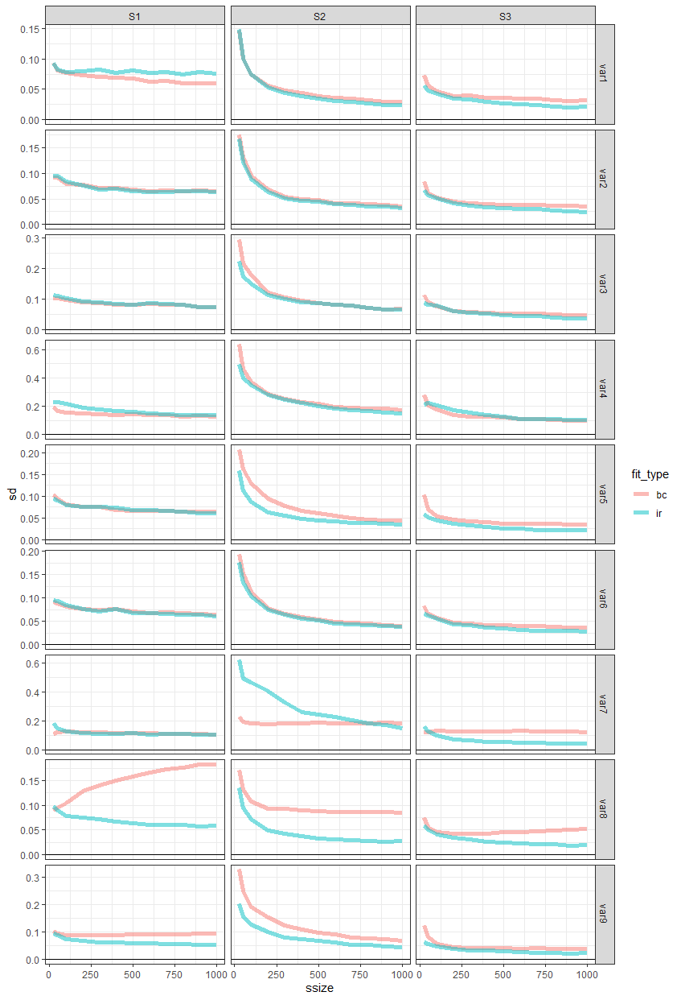 S1 S2 S3
0.15
0.10
0.05
0.00
var1
0.15
0.10
0.05
0.00
var2
0.3
0.2
0.1
0.0
var3
0.6
0.4
0.2
0.0
var4
0.20
0.15
0.10
0.05
0.00
var5
0.20
0.15
0.10
0.05
0.00
var6
0.6
0.4
0.2
0.0
var7
0.15
0.10
0.05
0.00
var8
0.3
0.2
0.1
0.0
var9
0 250 500 750 1000 0 250 500 750 1000 0 250 500 750 1000
ssize
sd
fit_type
bc
ir